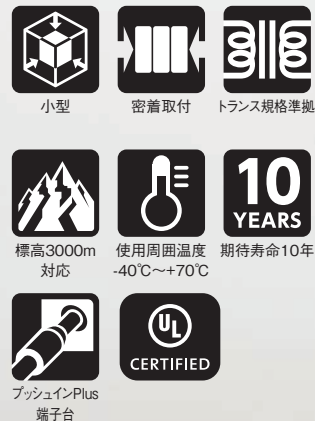 小型
密着取付
トランス規格準拠
10
YEARS
標高3000m
対応
使用周囲温度
-40℃～+70℃
期待寿命10年
UL
CERTIFIED
プッシュインPlus
端子台